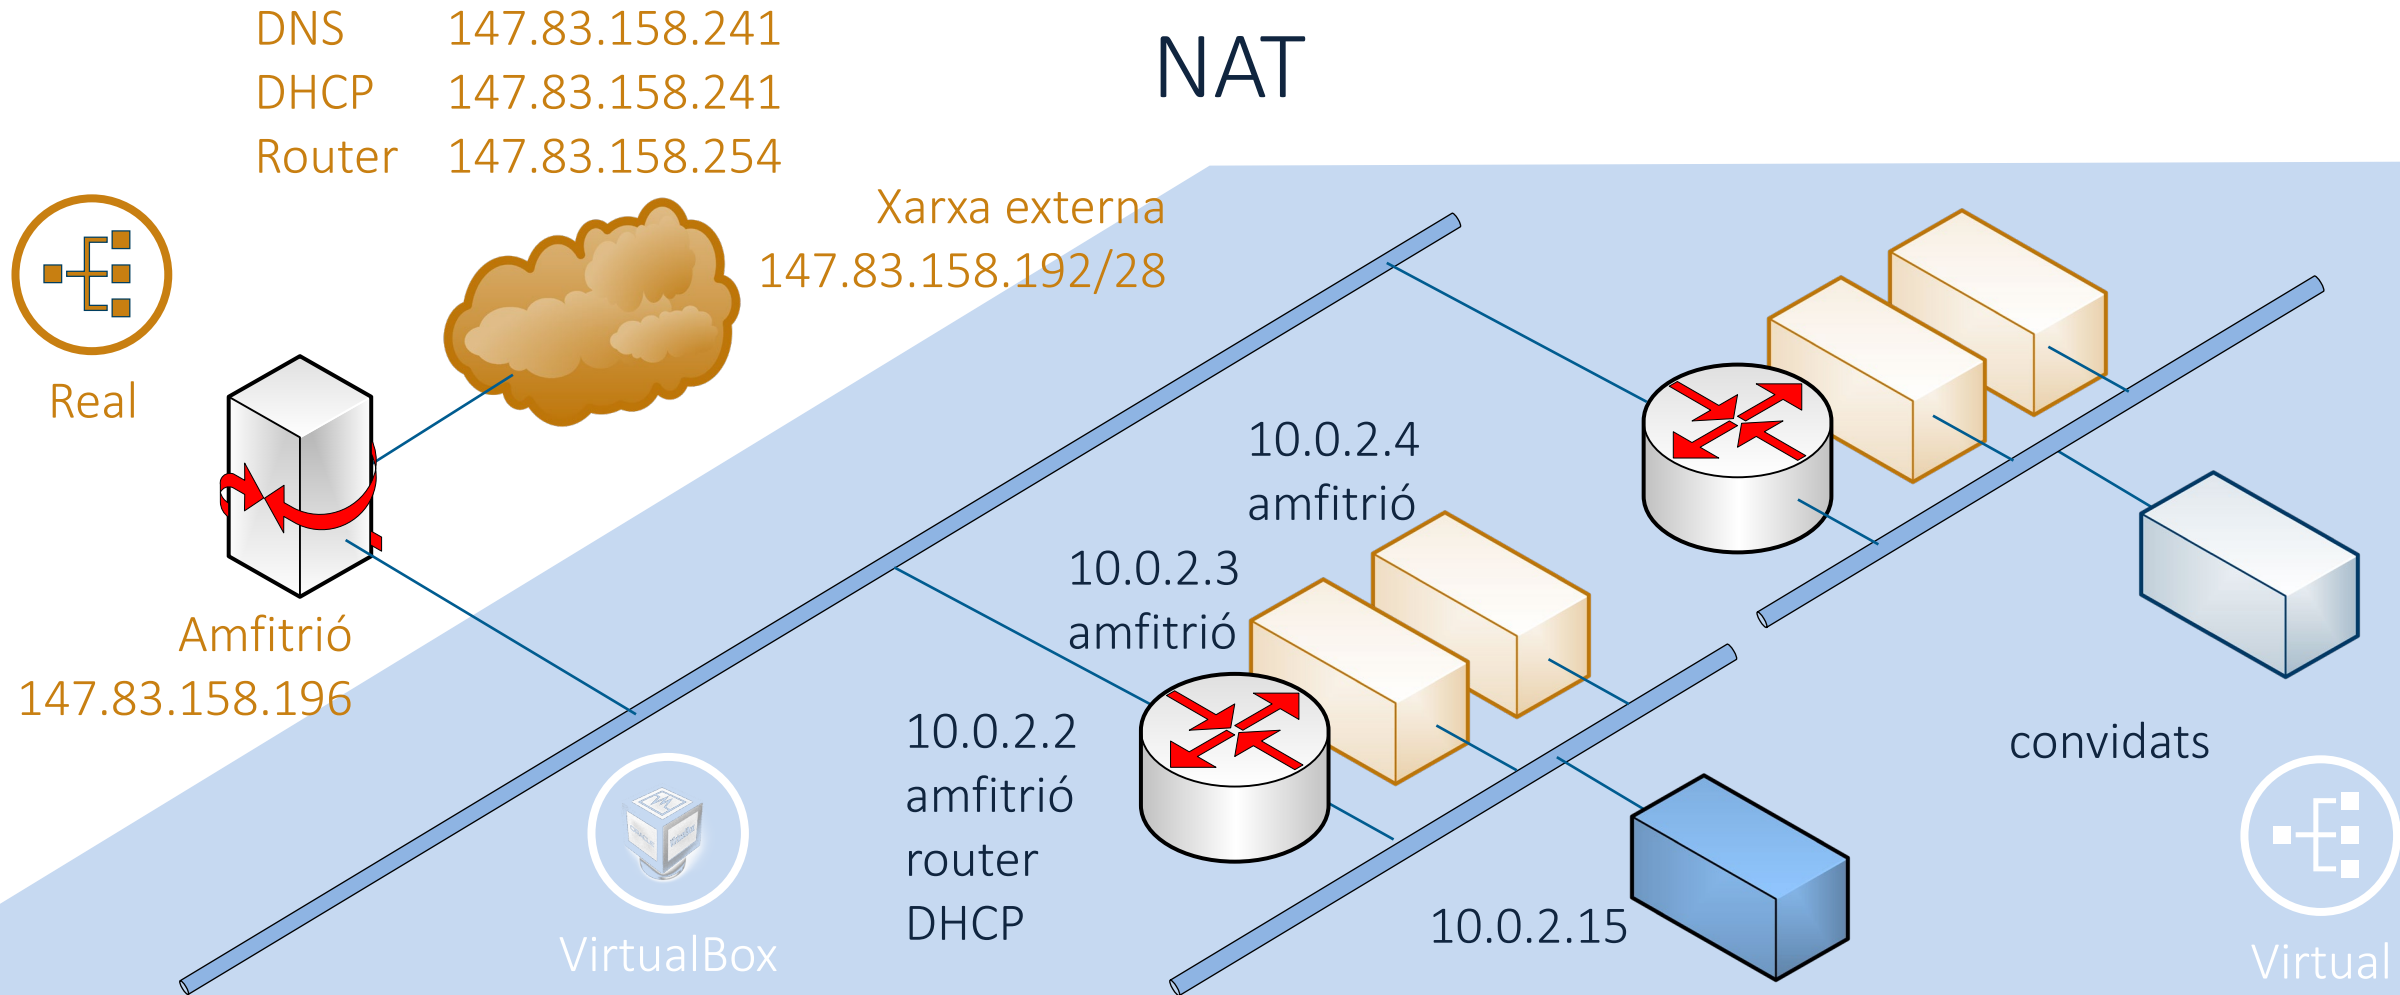 DNS 147.83.158.241
DHCP 147.83.158.241
Router 147.83.158.254
NAT
Xarxa externa
147.83.158.192/28
Real
Amfitrió
147.83.158.196
10.0.2.4
amfitrió
10.0.2.3
amfitrió
10.0.2.2
amfitrió
router
DHCP
10.0.2.15
convidats
VirtualBox
Virtual